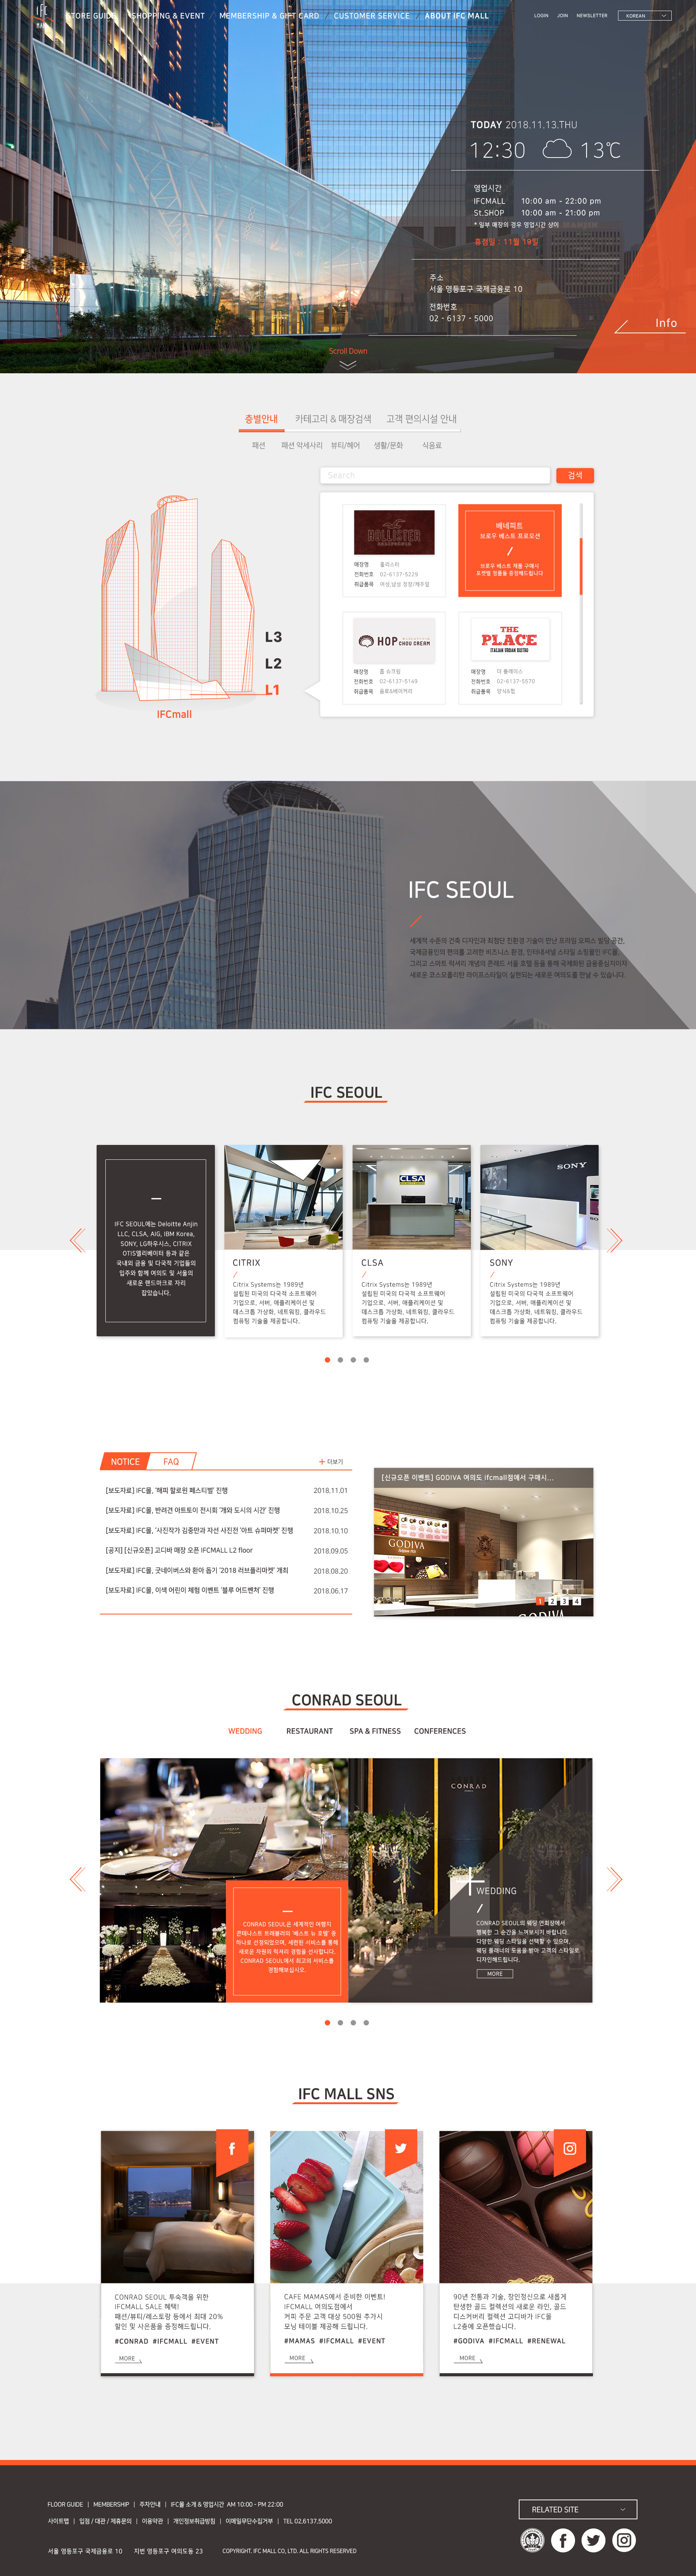 IFC
STORE GUIDE / SHOPPING & EVENT / MEMBERSHIP & GIFT CARD / CUSTOMER SERVICE / ABOUT IFC MALL
LOGIN JOIN NEWSLETTER KOREAN
TODAY 2018.11.13.THU
12:30 13℃
영업시간
IFCMALL 10:00 am - 22:00 pm
St.SHOP 10:00 am - 21:00 pm
* 일부 매장의 경우 영업시간 상이
휴점일 : 11월 19일
주소
서울 영등포구 국제금융로 10
전화번호
02 - 6137 - 5000
Info
Scroll Down
층별안내 카테고리 & 매장검색 고객 편의시설 안내
패션 패션 악세사리 뷰티/헤어 생활/문화 식음료
Search 검색
HOLLISTER
CALIFORNIA
매장명 홀리스터
전화번호 02-6137-5229
취급품목 여성,남성 정장/캐주얼
베네피트
브로우 베스트 프로모션
브로우 베스트 제품 구매시
포켓펄 정품을 증정해드립니다
HOP CHOU CREAM
매장명 홉 슈크림
전화번호 02-6137-5149
취급품목 음료&베이커리
THE
PLACE
ITALIAN URBAN BISTRO
매장명 더 플레이스
전화번호 02-6137-5570
취급품목 양식&펍
L3
L2
L1
IFCmall
IFC SEOUL
세계적 수준의 건축 디자인과 최첨단 친환경 기술이 만난 프라임 오피스 빌딩 공간,
국제금융인의 편의를 고려한 비즈니스 환경, 인터내셔널 스타일 쇼핑몰인 IFC몰,
그리고 스마트 럭셔리 개념의 콘래드 서울 호텔 등을 통해 국제화된 금융중심지이자
새로운 코스모폴리탄 라이프스타일이 실현되는 새로운 여의도를 만날 수 있습니다.
IFC SEOUL
IFC SEOUL에는 Deloitte Anjin
LLC, CLSA, AIG, IBM Korea,
SONY, LG하우시스, CITRIX
OTIS엘리베이터 등과 같은
국내외 금융 및 다국적 기업들의
입주와 함께 여의도 및 서울의
새로운 랜드마크로 자리
잡았습니다.
CITRIX
Citrix Systems는 1989년
설립된 미국의 다국적 소프트웨어
기업으로, 서버, 애플리케이션 및
데스크톱 가상화, 네트워킹, 클라우드
컴퓨팅 기술을 제공합니다.
CLSA
CLSA
Citrix Systems는 1989년
설립된 미국의 다국적 소프트웨어
기업으로, 서버, 애플리케이션 및
데스크톱 가상화, 네트워킹, 클라우드
컴퓨팅 기술을 제공합니다.
SONY
SONY
Citrix Systems는 1989년
설립된 미국의 다국적 소프트웨어
기업으로, 서버, 애플리케이션 및
데스크톱 가상화, 네트워킹, 클라우드
컴퓨팅 기술을 제공합니다.
NOTICE FAQ + 더보기
[보도자료] IFC몰, '해피 할로윈 페스티벌' 진행 2018.11.01
[보도자료] IFC몰, 반려견 아트토이 전시회 '개와 도시의 시간' 진행 2018.10.25
[보도자료] IFC몰, '사진작가 김중만과 자선 사진전 '아트 슈퍼마켓' 진행 2018.10.10
[공지] [신규오픈] 고디바 매장 오픈 IFCMALL L2 floor 2018.09.05
[보도자료] IFC몰, 굿네이버스와 환아 돕기 '2018 러브플리마켓' 개최 2018.08.20
[보도자료] IFC몰, 이색 어린이 체험 이벤트 '블루 어드벤처' 진행 2018.06.17
[신규오픈 이벤트] GODIVA 여의도 ifcmall점에서 구매시...
GODIVA
GODIVA
1 2 3 4
CONRAD SEOUL
WEDDING RESTAURANT SPA & FITNESS CONFERENCES
CONRAD SEOUL은 세계적인 여행지
콘데나스트 트래블러의 '베스트 뉴 호텔' 중
하나로 선정되었으며, 세련된 서비스를 통해
새로운 차원의 럭셔리 경험을 선사합니다.
CONRAD SEOUL에서 최고의 서비스를
경험해보십시오.
CONRAD
WEDDING
CONRAD SEOUL의 웨딩 연회장에서
행복한 그 순간을 느껴보시기 바랍니다.
다양한 웨딩 스타일을 선택할 수 있으며,
웨딩 플래너의 도움을 받아 고객의 스타일로
디자인해드립니다.
MORE
IFC MALL SNS
CONRAD SEOUL 투숙객을 위한
IFCMALL SALE 혜택!
패션/뷰티/레스토랑 등에서 최대 20%
할인 및 사은품을 증정해드립니다.
#CONRAD #IFCMALL #EVENT
MORE
CAFE MAMAS에서 준비한 이벤트!
IFCMALL 여의도점에서
커피 주문 고객 대상 500원 추가시
모닝 테이블 제공해 드립니다.
#MAMAS #IFCMALL #EVENT
MORE
90년 전통과 기술, 장인정신으로 새롭게
탄생한 골드 컬렉션의 새로운 라인, 골드
디스커버리 컬렉션 고디바가 IFC몰
L2층에 오픈했습니다.
#GODIVA #IFCMALL #RENEWAL
MORE
FLOOR GUIDE | MEMBERSHIP | 주차안내 | IFC몰 소개 & 영업시간 AM 10:00 - PM 22:00
사이트맵 | 입점 / 대관 / 제휴문의 | 이용약관 | 개인정보취급방침 | 이메일무단수집거부 | TEL 02.6137.5000
서울 영등포구 국제금융로 10 지번 영등포구 여의도동 23 COPYRIGHT. IFC MALL CO, LTD. ALL RIGHTS RESERVED
RELATED SITE